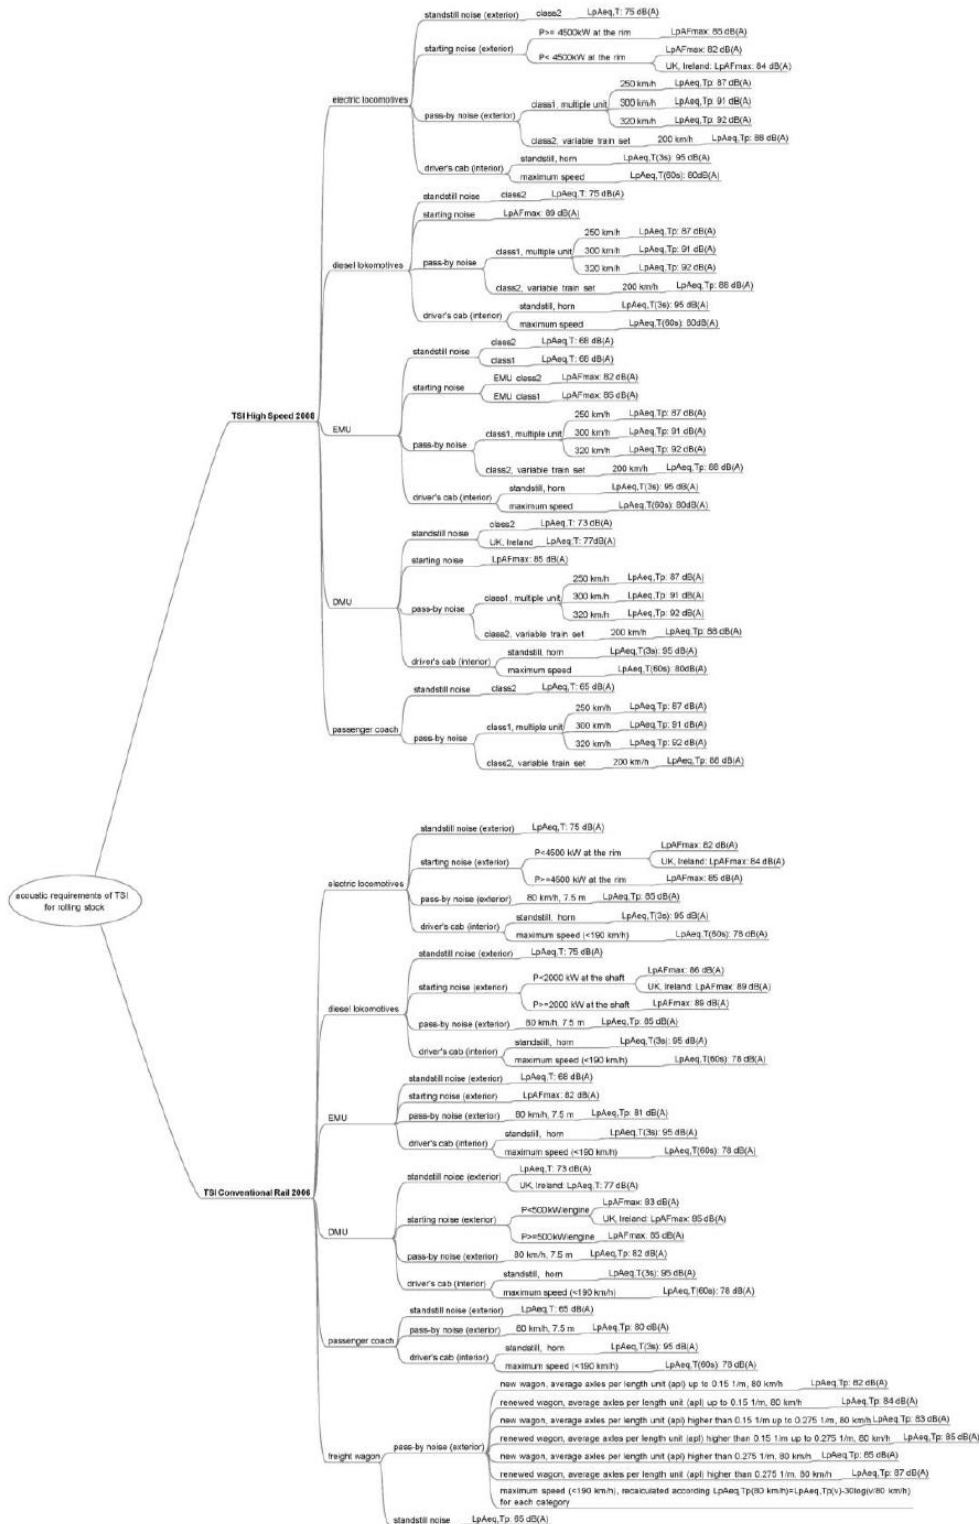 standstill noise (exterior) class2 LpAeq,T: 75 dB(A)
P>= 4500kW at the rim LpAFmax: 85 dB(A)
starting noise (exterior)
LpAFmax: 82 dB(A)
P< 4500kW at the rim
UK, Ireland: LpAFmax: 84 dB(A)
electric locomotives
250 km/h LpAeq,Tp: 87 dB(A)
class1, multiple unit 300 km/h LpAeq,Tp: 91 dB(A)
pass-by noise (exterior)
320 km/h LpAeq,Tp: 92 dB(A)
class2, variable train set 200 km/h LpAeq,Tp: 88 dB(A)
standstill, horn LpAeq,T(3s): 95 dB(A)
driver's cab (interior)
maximum speed LpAeq,T(60s): 80dB(A)
standstill noise class2 LpAeq,T: 75 dB(A)
starting noise LpAFmax: 89 dB(A)
250 km/h LpAeq,Tp: 87 dB(A)
diesel lokomotives pass-by noise class1, multiple unit 300 km/h LpAeq,Tp: 91 dB(A)
320 km/h LpAeq,Tp: 92 dB(A)
class2, variable train set 200 km/h LpAeq,Tp: 88 dB(A)
standstill, horn LpAeq,T(3s): 95 dB(A)
driver's cab (interior)
maximum speed LpAeq,T(60s): 80dB(A)
class2 LpAeq,T: 68 dB(A)
standstill noise
class1 LpAeq,T: 68 dB(A)
EMU class2 LpAFmax: 82 dB(A)
starting noise
EMU class1 LpAFmax: 85 dB(A)
TSI High Speed 2008
EMU
250 km/h LpAeq,Tp: 87 dB(A)
class1, multiple unit 300 km/h LpAeq,Tp: 91 dB(A)
pass-by noise
320 km/h LpAeq,Tp: 92 dB(A)
class2, variable train set 200 km/h LpAeq,Tp: 88 dB(A)
standstill, horn LpAeq,T(3s): 95 dB(A)
driver's cab (interior)
maximum speed LpAeq,T(60s): 80dB(A)
class2 LpAeq,T: 73 dB(A)
standstill noise
UK, Ireland LpAeq,T: 77dB(A)
starting noise LpAFmax: 85 dB(A)
250 km/h LpAeq,Tp: 87 dB(A)
DMU class1, multiple unit 300 km/h LpAeq,Tp: 91 dB(A)
pass-by noise
320 km/h LpAeq,Tp: 92 dB(A)
class2, variable train set 200 km/h LpAeq,Tp: 88 dB(A)
standstill, horn LpAeq,T(3s): 95 dB(A)
driver's cab (interior)
maximum speed LpAeq,T(60s): 80dB(A)
standstill noise class2 LpAeq,T: 65 dB(A)
250 km/h LpAeq,Tp: 87 dB(A)
passenger coach class1, multiple unit 300 km/h LpAeq,Tp: 91 dB(A)
pass-by noise
320 km/h LpAeq,Tp: 92 dB(A)
class2, variable train set 200 km/h LpAeq,Tp: 88 dB(A)
acoustic requirements of TSI
for rolling stock
standstill noise (exterior) LpAeq,T: 75 dB(A)
LpAFmax: 82 dB(A)
P<4500 kW at the rim
UK, Ireland: LpAFmax: 84 dB(A)
starting noise (exterior)
P>=4500 kW at the rim LpAFmax: 85 dB(A)
electric locomotives
pass-by noise (exterior) 80 km/h, 7.5 m LpAeq,Tp: 85 dB(A)
standstill, horn LpAeq,T(3s): 95 dB(A)
driver's cab (interior)
maximum speed (<190 km/h) LpAeq,T(60s): 78 dB(A)
standstill noise (exterior) LpAeq,T: 75 dB(A)
LpAFmax: 86 dB(A)
P<2000 kW at the shaft
UK, Ireland: LpAFmax: 89 dB(A)
starting noise (exterior)
P>=2000 kW at the shaft LpAFmax: 89 dB(A)
diesel lokomotives
pass-by noise (exterior) 80 km/h, 7.5 m LpAeq,Tp: 85 dB(A)
standstill, horn LpAeq,T(3s): 95 dB(A)
driver's cab (interior)
maximum speed (<190 km/h) LpAeq,T(60s): 78 dB(A)
standstill noise (exterior) LpAeq,T: 68 dB(A)
starting noise (exterior) LpAFmax: 82 dB(A)
EMU pass-by noise (exterior) 80 km/h, 7.5 m LpAeq,Tp: 81 dB(A)
standstill, horn LpAeq,T(3s): 95 dB(A)
driver's cab (interior)
maximum speed (<190 km/h) LpAeq,T(60s): 78 dB(A)
LpAeq,T: 73 dB(A)
standstill noise (exterior)
UK, Ireland: LpAeq,T: 77 dB(A)
TSI Conventional Rail 2006
LpAFmax: 83 dB(A)
P<500kW/engine
UK, Ireland: LpAFmax: 85 dB(A)
starting noise (exterior)
P>=500kW/engine LpAFmax: 85 dB(A)
DMU
pass-by noise (exterior) 80 km/h, 7.5 m LpAeq,Tp: 82 dB(A)
standstill, horn LpAeq,T(3s): 95 dB(A)
driver's cab (interior)
maximum speed (<190 km/h) LpAeq,T(60s): 78 dB(A)
standstill noise (exterior) LpAeq,T: 65 dB(A)
pass-by noise (exterior) 80 km/h, 7.5 m LpAeq,Tp: 80 dB(A)
passenger coach
standstill, horn LpAeq,T(3s): 95 dB(A)
driver's cab (interior)
maximum speed (<190 km/h) LpAeq,T(60s): 78 dB(A)
new wagon, average axles per length unit (apl) up to 0.15 1/m, 80 km/h LpAeq,Tp: 82 dB(A)
renewed wagon, average axles per length unit (apl) up to 0.15 1/m, 80 km/h LpAeq,Tp: 84 dB(A)
new wagon, average axles per length unit (apl) higher than 0.15 1/m up to 0.275 1/m, 80 km/h LpAeq,Tp: 83 dB(A)
renewed wagon, average axles per length unit (apl) higher than 0.15 1/m up to 0.275 1/m, 80 km/h LpAeq,Tp: 85 dB(A)
pass-by noise (exterior)
freight wagon
new wagon, average axles per length unit (apl) higher than 0.275 1/m, 80 km/h LpAeq,Tp: 85 dB(A)
renewed wagon, average axles per length unit (apl) higher than 0.275 1/m, 80 km/h LpAeq,Tp: 87 dB(A)
maximum speed (<190 km/h), recalculated according LpAeq,Tp(80 km/h)=LpAeq,Tp(v)-30log(v/80 km/h)
for each category
standstill noise LpAeq,Tp: 65 dB(A)